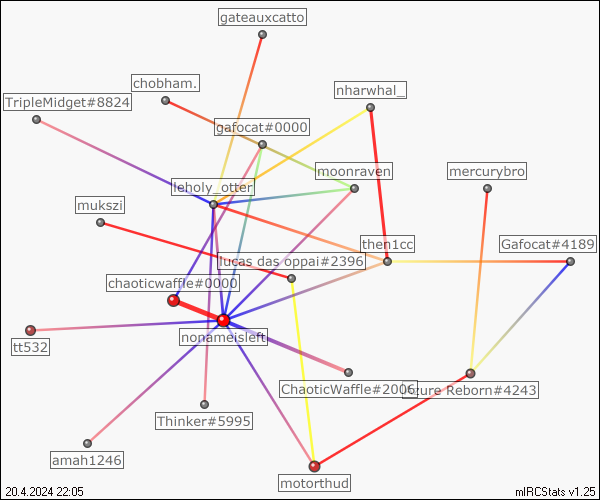 gateauxcatto
chobham.
nharwhal_
TripleMidget#8824
gafocat#0000
moonraven
mercurybro
leholy_otter
mukszi
then1cc
Gafocat#4189
lucas das oppai#2396
chaoticwaffle#0000
nonameisleft
tt532
ChaoticWaffle#2006
Reborn#4243
Thinker#5995
amah1246
motorthud
20.4.2024 22:05
mIRCStats v1.25